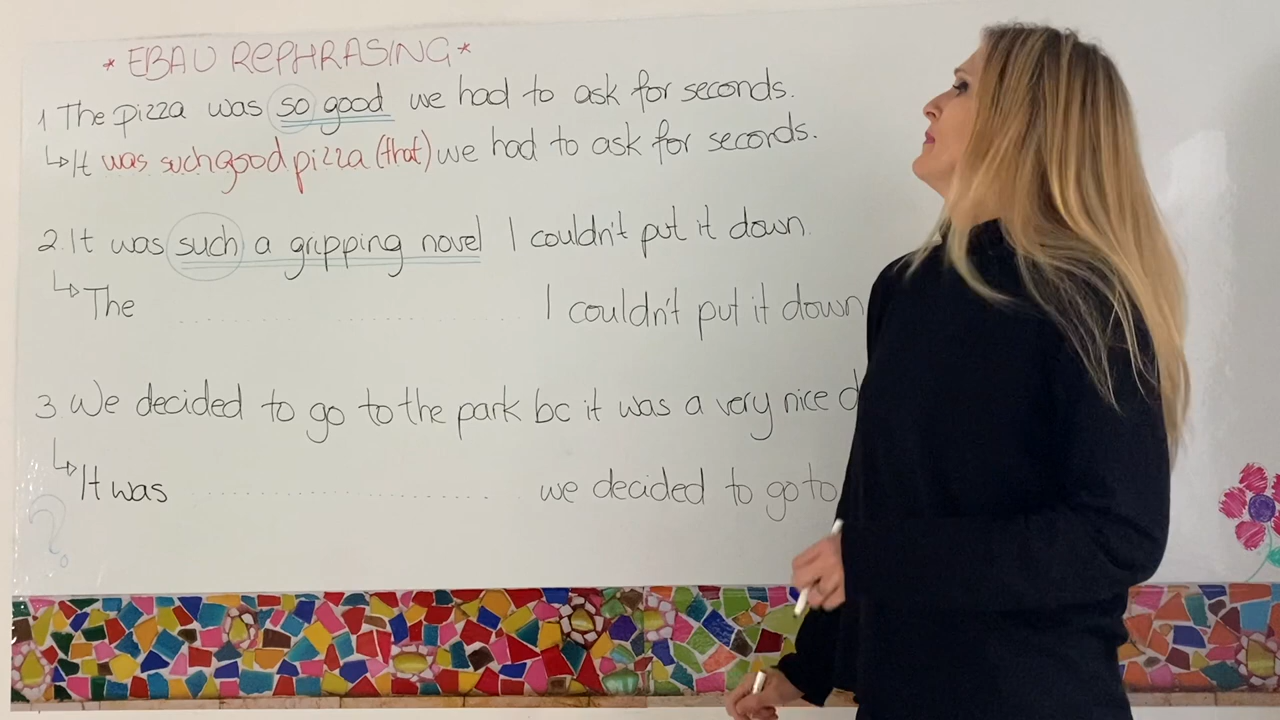 * EBAU REPHRASING *
1 The pizza was so good we had to ask for seconds.
↳ It was such good pizza (that) we had to ask for seconds.
2. It was such a gripping novel I couldn't put it down.
↳ The .................... I couldn't put it down
3 We decided to go to the park bc it was a very nice d
↳ It was .................... we decided to go to
?